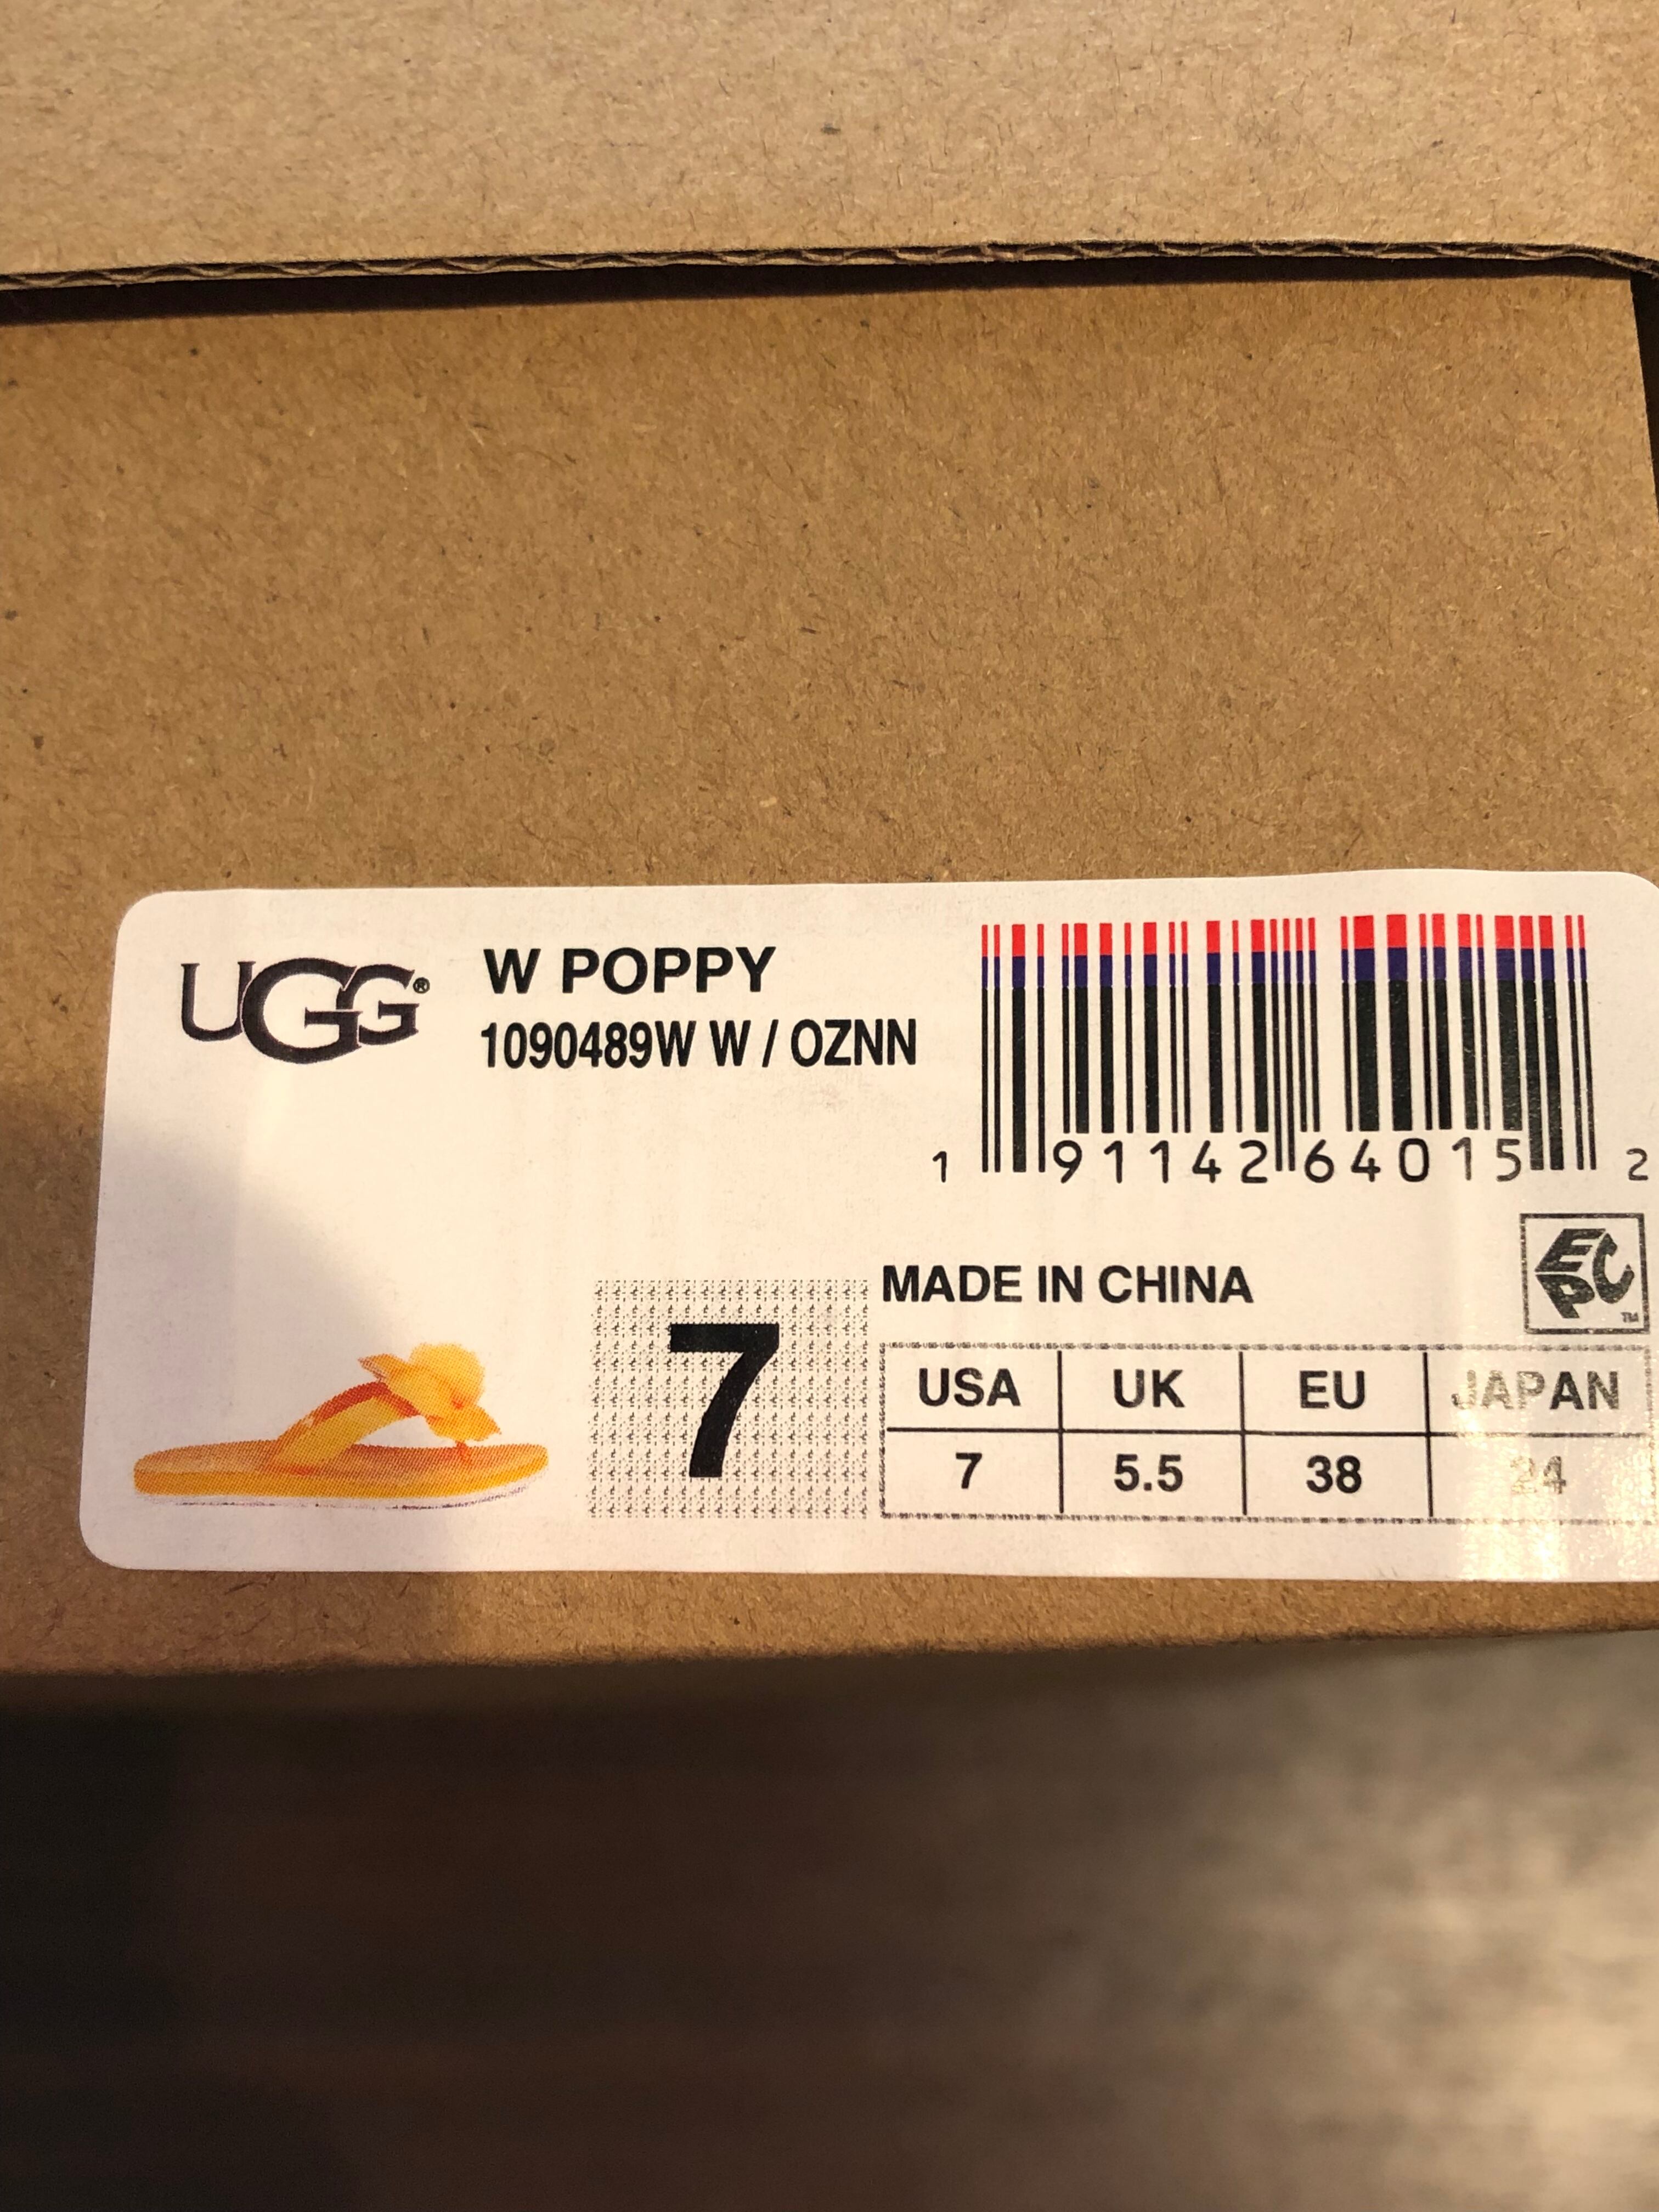 UGG®
W POPPY
1090489W W / OZNN
1 91142 64015 2
MADE IN CHINA
EPC™
7
USA UK EU JAPAN
7 5.5 38 24